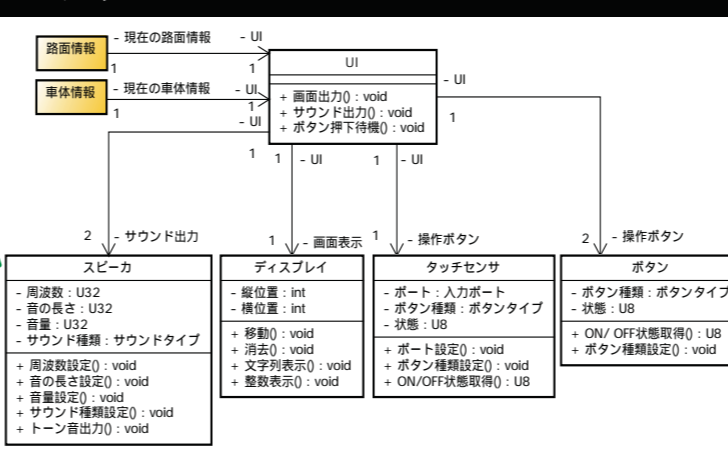 路面情報
- 現在の路面情報
- UI
1
1
車体情報
- 現在の車体情報
- UI
1
1
UI
+ 画面出力() : void
+ サウンド出力() : void
+ ボタン押下待機() : void
- UI
1
- UI
1
1
- UI
1
- UI
2
- サウンド出力
1
- 画面表示
1
- 操作ボタン
2
- 操作ボタン
スピーカ
- 周波数 : U32
- 音の長さ : U32
- 音量 : U32
- サウンド種類 : サウンドタイプ
+ 周波数設定() : void
+ 音の長さ設定() : void
+ 音量設定() : void
+ サウンド種類設定() : void
+ トーン音出力() : void
ディスプレイ
- 縦位置 : int
- 横位置 : int
+ 移動() : void
+ 消去() : void
+ 文字列表示() : void
+ 整数表示() : void
タッチセンサ
- ポート : 入力ポート
- ボタン種類 : ボタンタイプ
- 状態 : U8
+ ポート設定() : void
+ ボタン種類設定() : void
+ ON/OFF状態取得() : U8
ボタン
- ボタン種類 : ボタンタイプ
- 状態 : U8
+ ON/ OFF状態取得() : U8
+ ボタン種類設定() : void